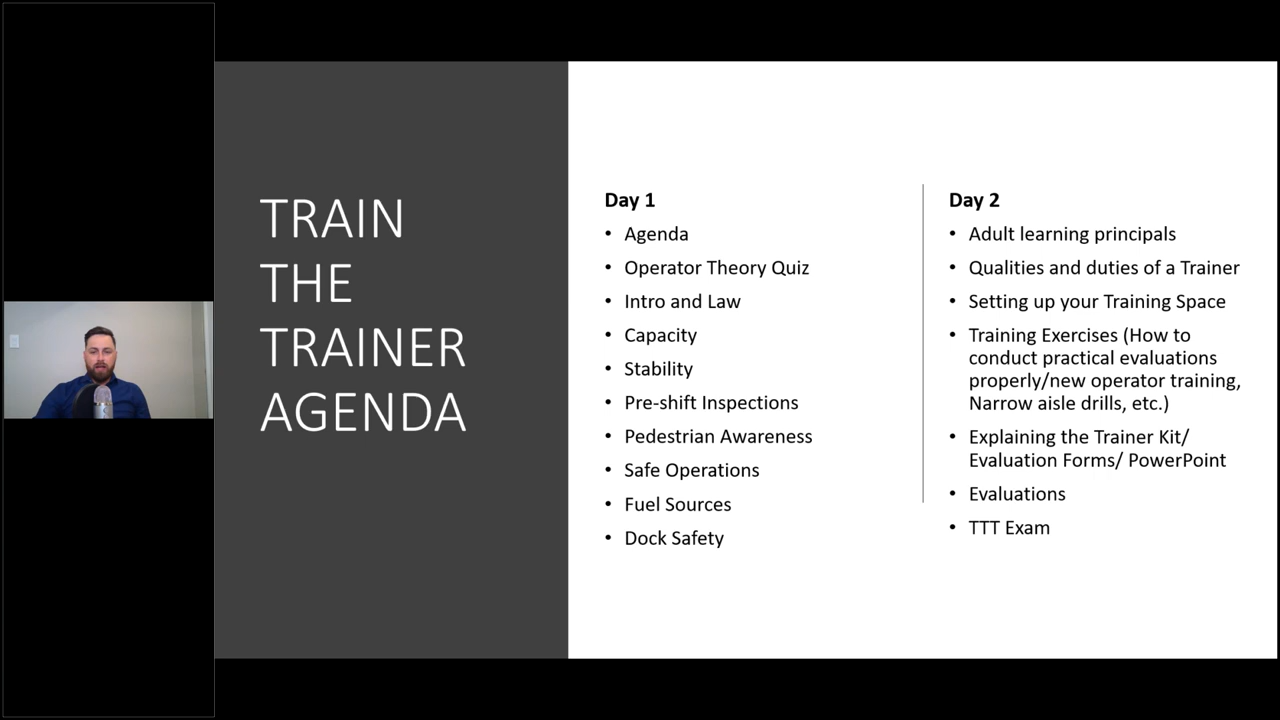 TRAIN
THE
TRAINER
AGENDA
Day 1
• Agenda
• Operator Theory Quiz
• Intro and Law
• Capacity
• Stability
• Pre-shift Inspections
• Pedestrian Awareness
• Safe Operations
• Fuel Sources
• Dock Safety
Day 2
• Adult learning principals
• Qualities and duties of a Trainer
• Setting up your Training Space
• Training Exercises (How to
conduct practical evaluations
properly/new operator training,
Narrow aisle drills, etc.)
• Explaining the Trainer Kit/
Evaluation Forms/ PowerPoint
• Evaluations
• TTT Exam